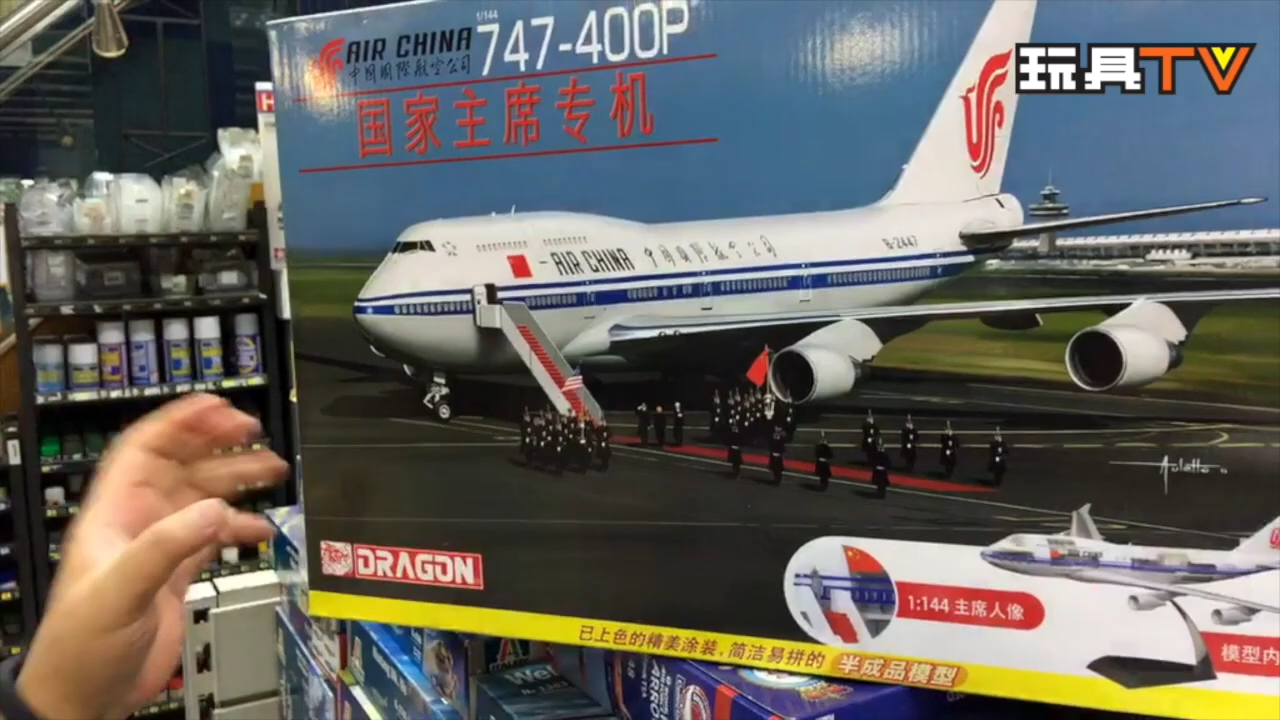 玩具TV
1/144
AIR CHINA 747-400P
中国国际航空公司
国家主席专机
AIR CHINA 中国国际航空公司
B-2447
DRAGON
1:144 主席人像
模型内
已上色的精美涂装,简洁易拼的 半成品模型